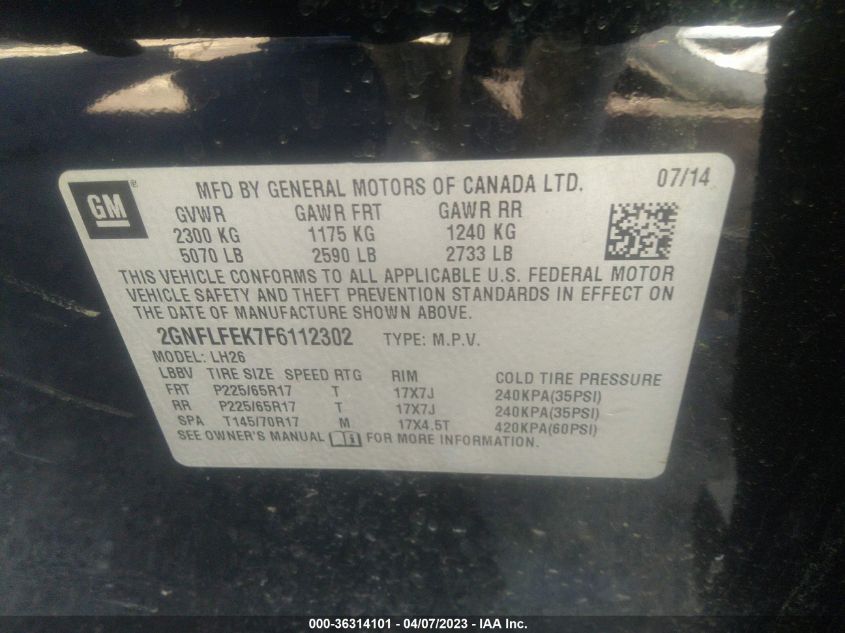 GM ® MFD BY GENERAL MOTORS OF CANADA LTD. 07/14
GVWR GAWR FRT GAWR RR
2300 KG 1175 KG 1240 KG
5070 LB 2590 LB 2733 LB
THIS VEHICLE CONFORMS TO ALL APPLICABLE U.S. FEDERAL MOTOR
VEHICLE SAFETY AND THEFT PREVENTION STANDARDS IN EFFECT ON
THE DATE OF MANUFACTURE SHOWN ABOVE.
2GNFLFEK7F6112302 TYPE: M.P.V.
MODEL: LH26
LBBV TIRE SIZE SPEED RTG RIM COLD TIRE PRESSURE
FRT P225/65R17 T 17X7J 240KPA(35PSI)
RR P225/65R17 T 17X7J 240KPA(35PSI)
SPA T145/70R17 M 17X4.5T 420KPA(60PSI)
SEE OWNER'S MANUAL FOR MORE INFORMATION.
000-36314101 - 04/07/2023 - IAA Inc.